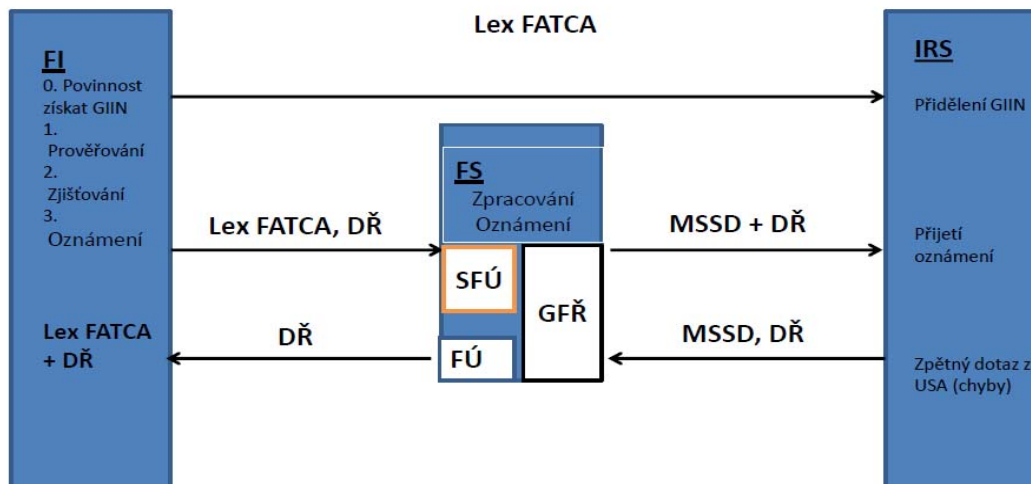 Lex FATCA
FI
0. Povinnost
získat GIIN
1.
Prověřování
2.
Zjišťování
3.
Oznámení
Lex FATCA
+ DŘ
Lex FATCA, DŘ
DŘ
FS
Zpracování
Oznámení
SFÚ
FÚ
GFŘ
MSSD + DŘ
MSSD, DŘ
IRS
Přidělení GIIN
Přijetí
oznámení
Zpětný dotaz z
USA (chyby)